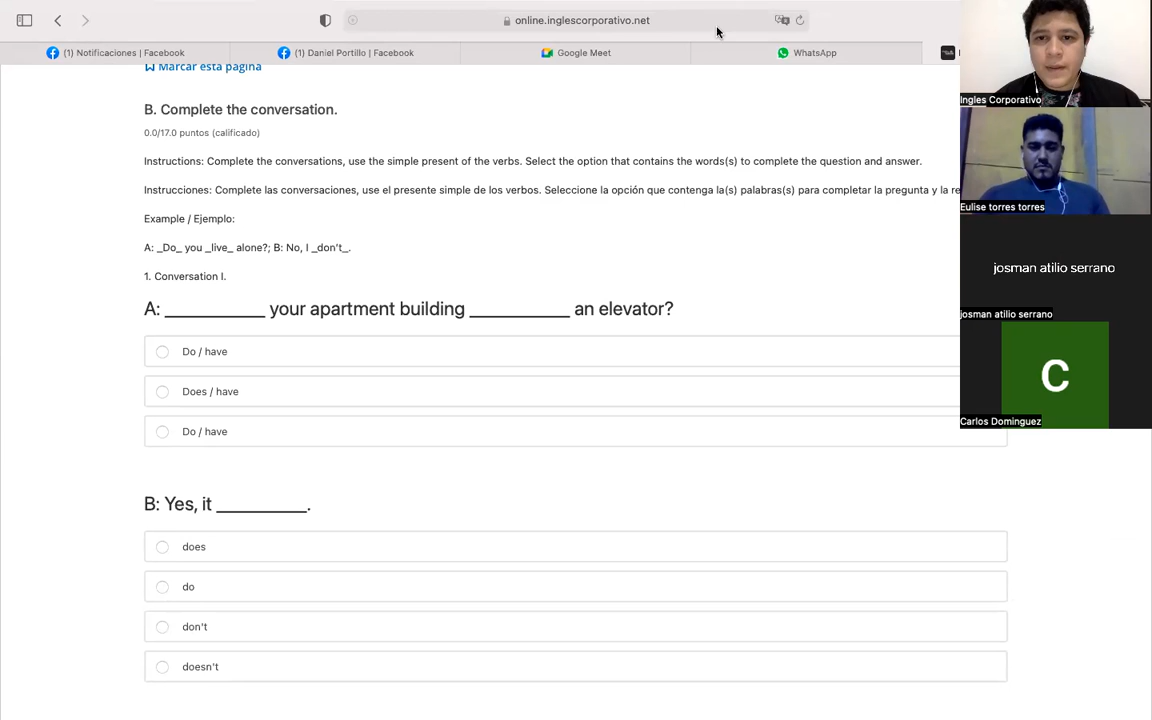 online.inglescorporativo.net
(1) Notificaciones | Facebook
(1) Daniel Portillo | Facebook
Google Meet
WhatsApp
Marcar esta página
B. Complete the conversation.
0.0/17.0 puntos (calificado)
Instructions: Complete the conversations, use the simple present of the verbs. Select the option that contains the words(s) to complete the question and answer.
Instrucciones: Complete las conversaciones, use el presente simple de los verbos. Seleccione la opción que contenga la(s) palabras(s) para completar la pregunta y la re
Example / Ejemplo:
A: _Do_ you _live_ alone?; B: No, I _don't_.
1. Conversation I.
A: __________ your apartment building __________ an elevator?
Do / have
Does / have
Do / have
B: Yes, it _________.
does
do
don't
doesn't
Ingles Corporativo
Eulise torres torres
josman atilio serrano
josman atilio serrano
C
Carlos Dominguez